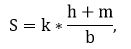 S = k * (h + m) / b,